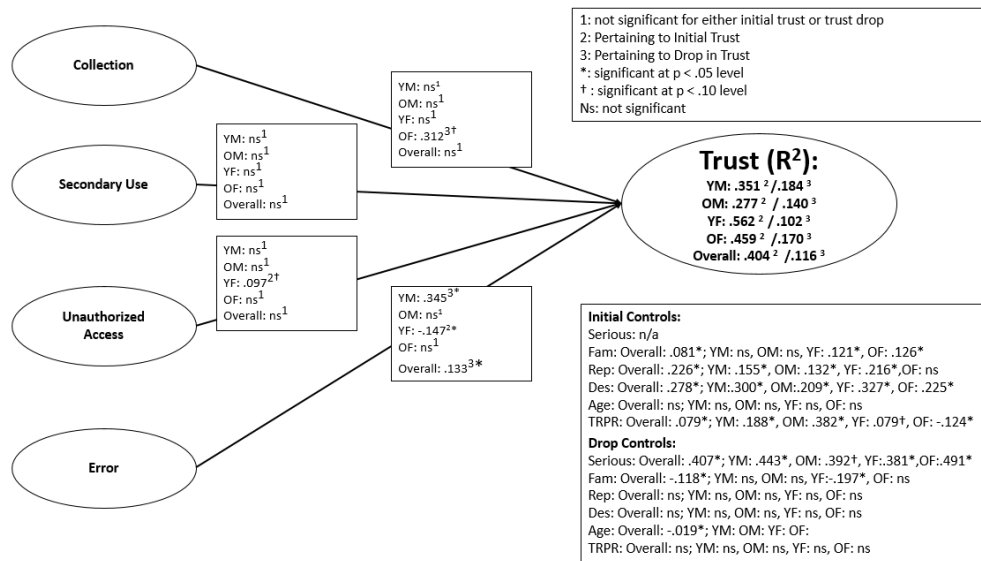 1: not significant for either initial trust or trust drop
2: Pertaining to Initial Trust
3: Pertaining to Drop in Trust
*: significant at p < .05 level
† : significant at p < .10 level
Ns: not significant
Collection
YM: ns¹
OM: ns¹
YF: ns¹
OF: .312³†
Overall: ns¹
Secondary Use
YM: ns¹
OM: ns¹
YF: ns¹
OF: ns¹
Overall: ns¹
Trust (R²):
YM: .351 ² /.184 ³
OM: .277 ² /.140 ³
YF: .562 ² /.102 ³
OF: .459 ² /.170 ³
Overall: .404 ² /.116 ³
Unauthorized
Access
YM: ns¹
OM: ns¹
YF: .097²†
OF: ns¹
Overall: ns¹
Error
YM: .345³*
OM: ns¹
YF: -.147²*
OF: ns¹
Overall: .133³*
Initial Controls:
Serious: n/a
Fam: Overall: .081*; YM: ns, OM: ns, YF: .121*, OF: .126*
Rep: Overall: .226*; YM: .155*, OM: .132*, YF: .216*,OF: ns
Des: Overall: .278*; YM:.300*, OM:.209*, YF: .327*, OF: .225*
Age: Overall: ns; YM: ns, OM: ns, YF: ns, OF: ns
TRPR: Overall: .079*; YM: .188*, OM: .382*, YF: .079†, OF: -.124*
Drop Controls:
Serious: Overall: .407*; YM: .443*, OM: .392†, YF:.381*,OF:.491*
Fam: Overall: -.118*; YM: ns, OM: ns, YF:-.197*, OF: ns
Rep: Overall: ns; YM: ns, OM: ns, YF: ns, OF: ns
Des: Overall: ns; YM: ns, OM: ns, YF: ns, OF: ns
Age: Overall: -.019*; YM: OM: YF: OF:
TRPR: Overall: ns; YM: ns, OM: ns, YF: ns, OF: ns